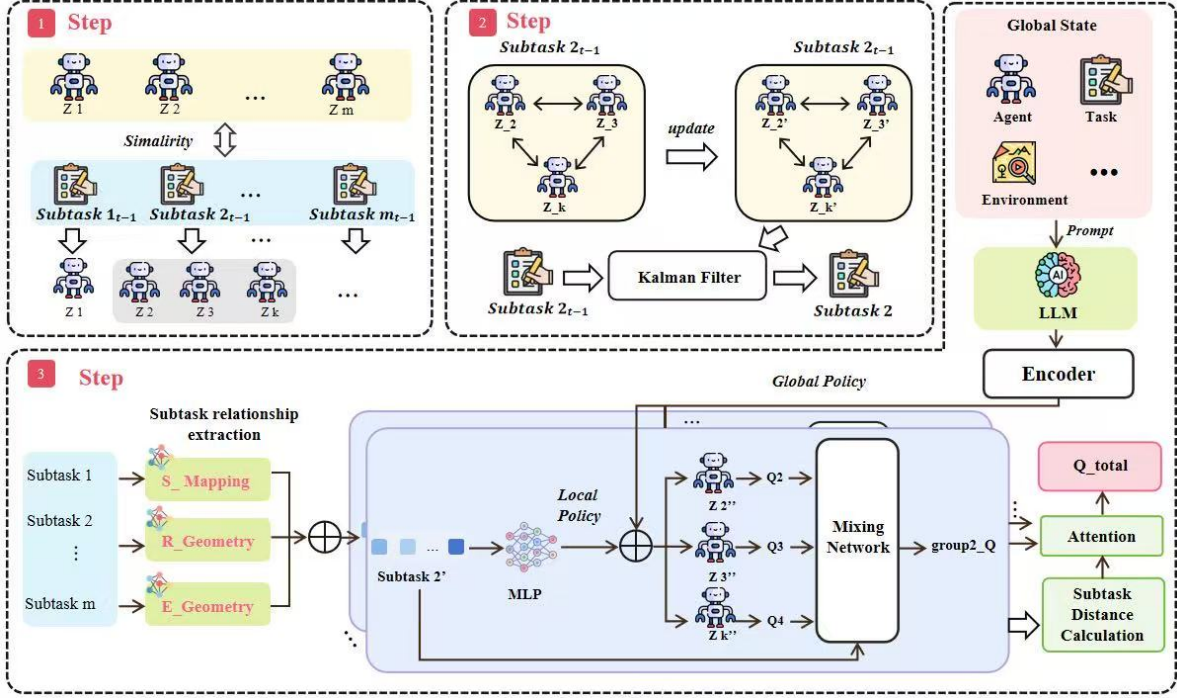 1 Step
Z 1
Z 2
...
Z m
Simalirity
...
Subtask 1t−1
Subtask 2t−1
Subtask mt−1
...
Z 1
Z 2
Z 3
Z k
...
2 Step
Subtask 2t−1
Subtask 2t−1
Z_2
Z_3
Z_k
update
Z_2'
Z_3'
Z_k'
Subtask 2t−1
Kalman Filter
Subtask 2
Global State
Agent
Task
Environment
...
Prompt
AI
LLM
Encoder
3 Step
Global Policy
Subtask relationship
extraction
Subtask 1
Subtask 2
⋮
Subtask m
S_ Mapping
R_Geometry
E_Geometry
...
Subtask 2'
MLP
Local
Policy
...
Z 2''
Z 3''
Z k''
Q2
Q3
Q4
Mixing
Network
group2_Q
Q_total
Attention
Subtask
Distance
Calculation